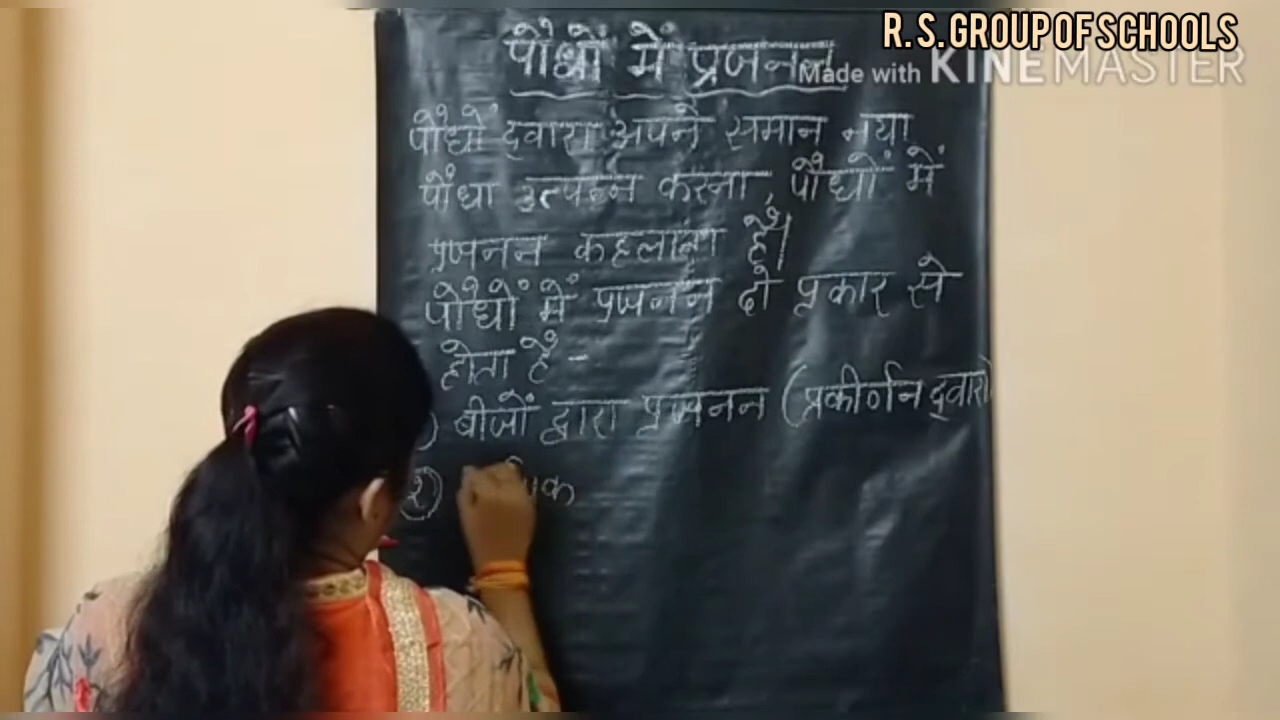 R. S. GROUP OF SCHOOLS
Made with KINEMASTER
पौधों में प्रजनन
पौधों द्वारा अपने समान नया
पौधा उत्पन्न करना, पौधों में
प्रजनन कहलाता है।
पौधों में प्रजनन दो प्रकार से
होता है -
) बीजों द्वारा प्रजनन (प्रकीर्णन द्वारा)
२)